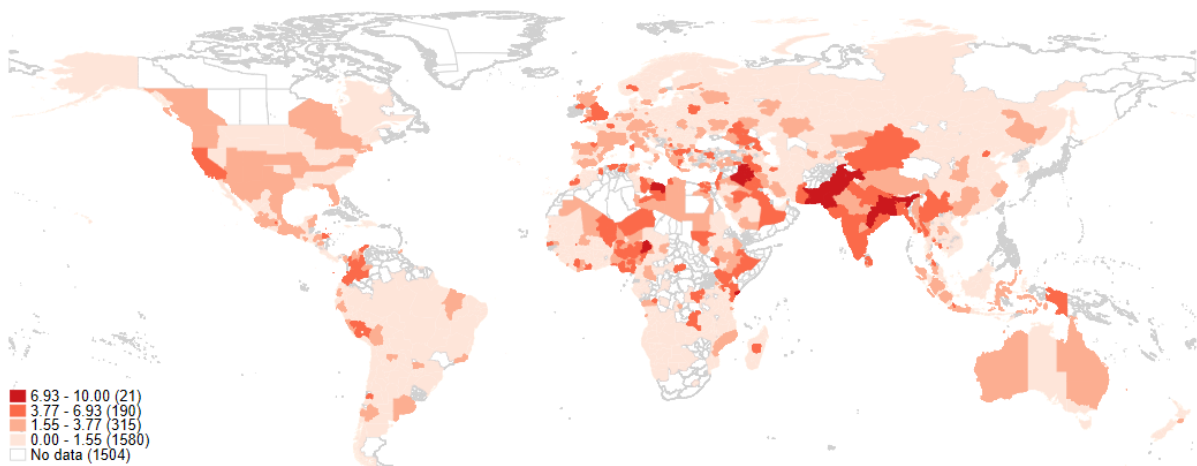 6.93 - 10.00 (21)
3.77 - 6.93 (190)
1.55 - 3.77 (315)
0.00 - 1.55 (1580)
No data (1504)